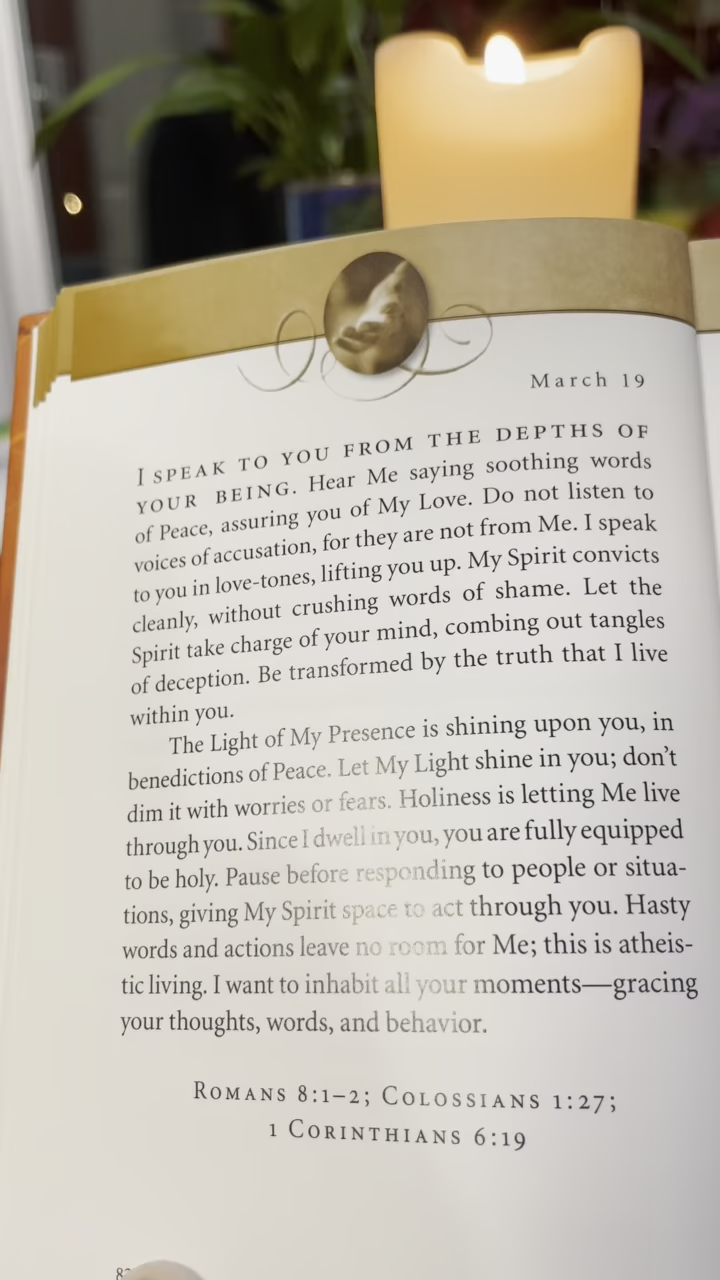 March 19
I SPEAK TO YOU FROM THE DEPTHS OF
YOUR BEING. Hear Me saying soothing words
of Peace, assuring you of My Love. Do not listen to
voices of accusation, for they are not from Me. I speak
to you in love-tones, lifting you up. My Spirit convicts
cleanly, without crushing words of shame. Let the
Spirit take charge of your mind, combing out tangles
of deception. Be transformed by the truth that I live
within you.
The Light of My Presence is shining upon you, in
benedictions of Peace. Let My Light shine in you; don't
dim it with worries or fears. Holiness is letting Me live
through you. Since I dwell in you, you are fully equipped
to be holy. Pause before responding to people or situa-
tions, giving My Spirit space to act through you. Hasty
words and actions leave no room for Me; this is atheis-
tic living. I want to inhabit all your moments—gracing
your thoughts, words, and behavior.
ROMANS 8:1–2; COLOSSIANS 1:27;
1 CORINTHIANS 6:19